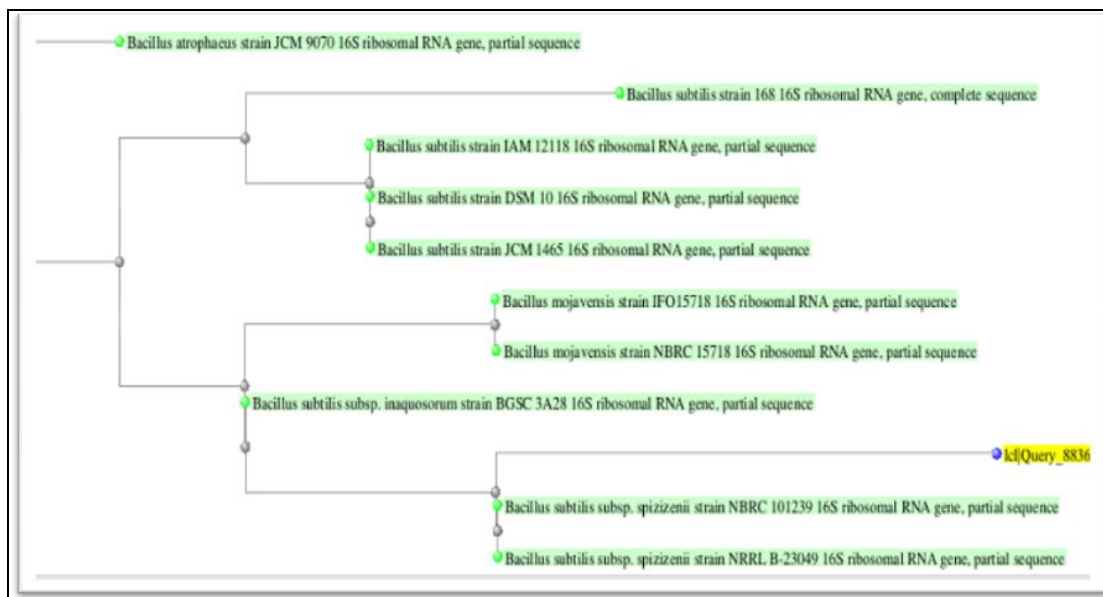 Bacillus atrophaeus strain JCM 9070 16S ribosomal RNA gene, partial sequence
Bacillus subtilis strain 168 16S ribosomal RNA gene, complete sequence
Bacillus subtilis strain IAM 12118 16S ribosomal RNA gene, partial sequence
Bacillus subtilis strain DSM 10 16S ribosomal RNA gene, partial sequence
Bacillus subtilis strain JCM 1465 16S ribosomal RNA gene, partial sequence
Bacillus mojavensis strain IFO15718 16S ribosomal RNA gene, partial sequence
Bacillus mojavensis strain NBRC 15718 16S ribosomal RNA gene, partial sequence
Bacillus subtilis subsp. inaquosorum strain BGSC 3A28 16S ribosomal RNA gene, partial sequence
lcl|Query_8836
Bacillus subtilis subsp. spizizenii strain NBRC 101239 16S ribosomal RNA gene, partial sequence
Bacillus subtilis subsp. spizizenii strain NRRL B-23049 16S ribosomal RNA gene, partial sequence